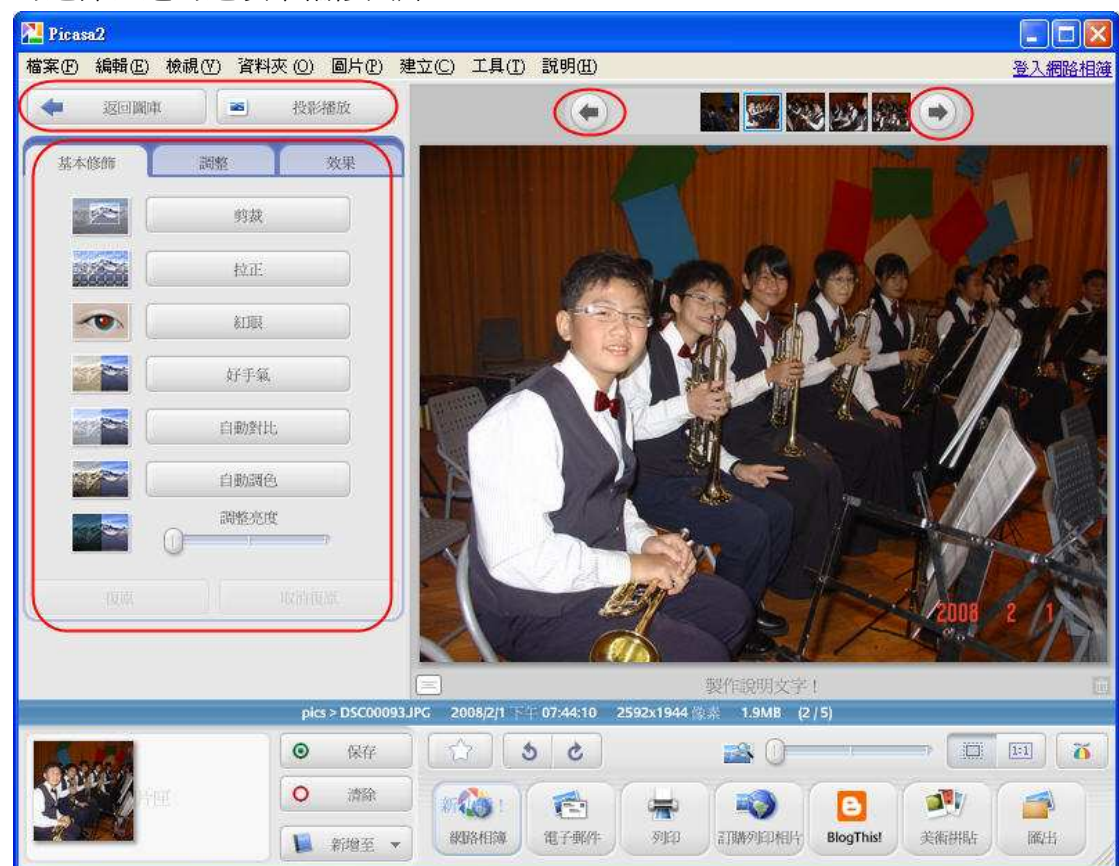 Picasa2
檔案(F) 編輯(E) 檢視(V) 資料夾(O) 圖片(P) 建立(C) 工具(T) 說明(H) 登入網路相簿
返回圖庫 投影播放
基本修飾 調整 效果
剪裁
拉正
紅眼
好手氣
自動對比
自動調色
調整亮度
復原 取消復原
2008 2 1
製作說明文字！
pics > DSC00093.JPG 2008/2/1 下午 07:44:10 2592x1944 像素 1.9MB (2 / 5)
保存
1:1
清除
新增至
網路相簿 電子郵件 列印 訂購列印相片 BlogThis! 美術拼貼 匯出